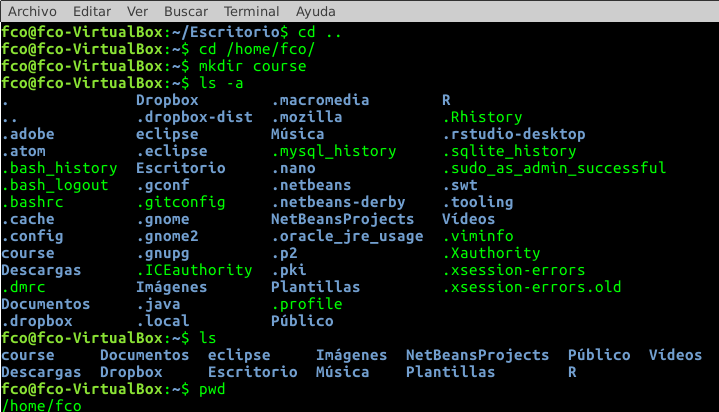 Archivo Editar Ver Buscar Terminal Ayuda
fco@fco-VirtualBox:~/Escritorio$ cd ..
fco@fco-VirtualBox:~$ cd /home/fco/
fco@fco-VirtualBox:~$ mkdir course
fco@fco-VirtualBox:~$ ls -a
. Dropbox .macromedia R
.. .dropbox-dist .mozilla .Rhistory
.adobe eclipse Música .rstudio-desktop
.atom .eclipse .mysql_history .sqlite_history
.bash_history Escritorio .nano .sudo_as_admin_successful
.bash_logout .gconf .netbeans .swt
.bashrc .gitconfig .netbeans-derby .tooling
.cache .gnome NetBeansProjects Vídeos
.config .gnome2 .oracle_jre_usage .viminfo
course .gnupg .p2 .Xauthority
Descargas .ICEauthority .pki .xsession-errors
.dmrc Imágenes Plantillas .xsession-errors.old
Documentos .java .profile
.dropbox .local Público
fco@fco-VirtualBox:~$ ls
course Documentos eclipse Imágenes NetBeansProjects Público Vídeos
Descargas Dropbox Escritorio Música Plantillas R
fco@fco-VirtualBox:~$ pwd
/home/fco